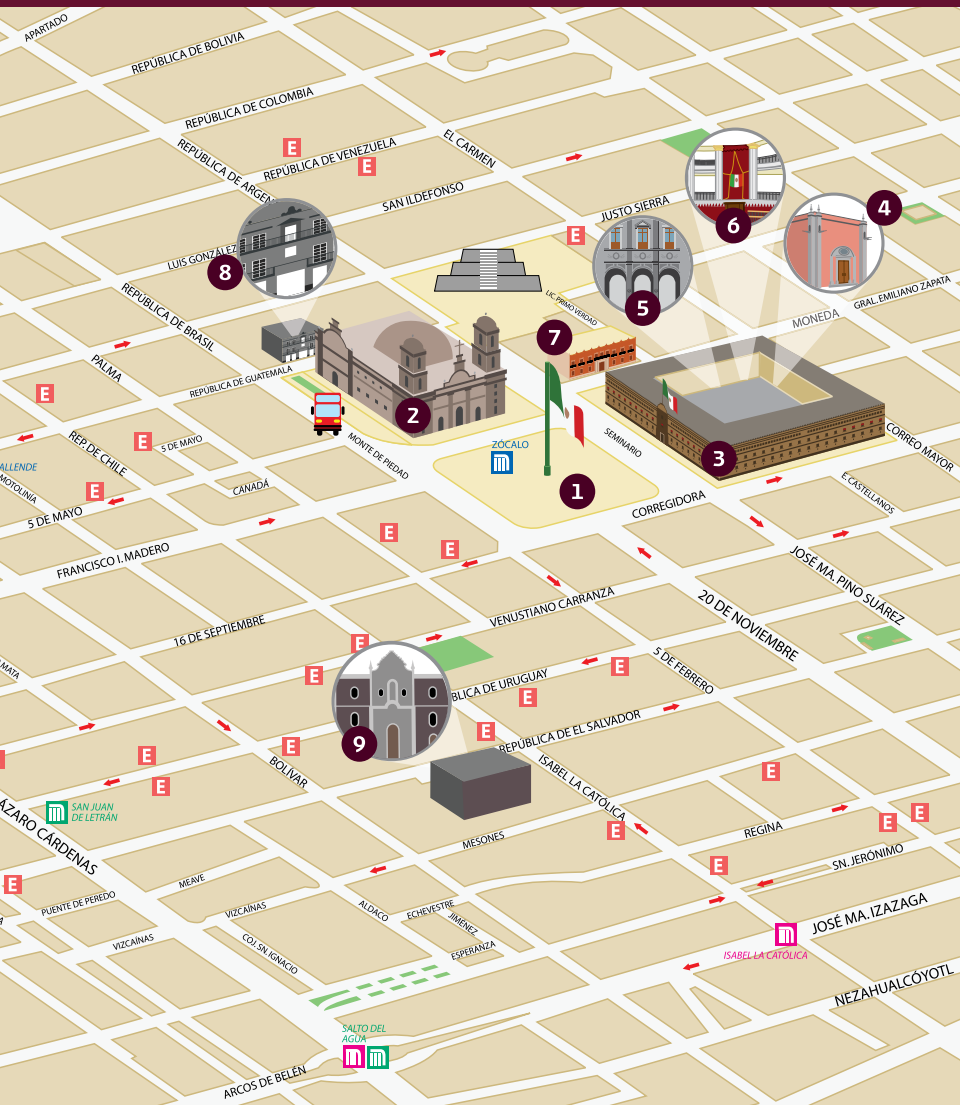 APARTADO
REPÚBLICA DE BOLIVIA
REPÚBLICA DE COLOMBIA
EL CARMEN
REPÚBLICA DE ARGEN
E
REPÚBLICA DE VENEZUELA
E
SAN ILDEFONSO
JUSTO SIERRA
6
4
E
LUIS GONZÁLEZ
8
5
GRAL. EMILIANO ZAPATA
MONEDA
LIC. PRIMO VERDAD
REPÚBLICA DE BRASIL
7
PALMA
REPÚBLICA DE GUATEMALA
E
2
REP. DE CHILE
E
5 DE MAYO
MONTE DE PIEDAD
ZÓCALO
SEMINARIO
3
CORREO MAYOR
ALLENDE
MOTOLINÍA
E
CANADÁ
1
CORREGIDORA
E. CASTELLANOS
5 DE MAYO
FRANCISCO I. MADERO
E
E
JOSÉ MA. PINO SUÁREZ
VENUSTIANO CARRANZA
20 DE NOVIEMBRE
16 DE SEPTIEMBRE
E
MATA
E
BLICA DE URUGUAY
E
5 DE FEBRERO
E
9
E
REPÚBLICA DE EL SALVADOR
E
E
E
BOLÍVAR
ISABEL LA CATÓLICA
E
SAN JUAN
DE LETRÁN
ÁZARO CÁRDENAS
MESONES
E
REGINA
E
E
SN. JERÓNIMO
E
E
MEAVE
PUENTE DE PEREDO
VIZCAÍNAS
ALDACO
ECHEVESTRE
JIMÉNEZ
JOSÉ MA. IZAZAGA
VIZCAÍNAS
COJ. SN. IGNACIO
ESPERANZA
ISABEL LA CATÓLICA
NEZAHUALCÓYOTL
SALTO DEL
AGUA
ARCOS DE BELÉN